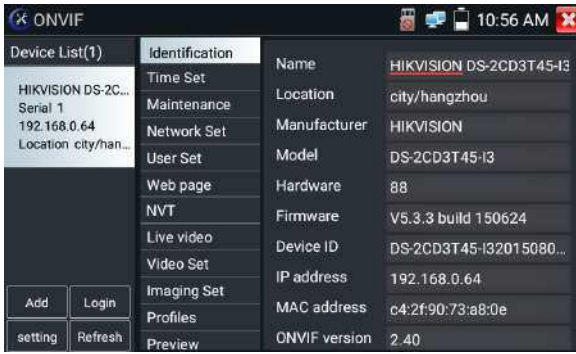 ONVIF
10:56 AM
Device List(1)
HIKVISION DS-2C...
Serial 1
192.168.0.64
Location city/han...
Add
Login
setting
Refresh
Identification
Time Set
Maintenance
Network Set
User Set
Web page
NVT
Live video
Video Set
Imaging Set
Profiles
Preview
Name HIKVISION DS-2CD3T45-I3
Location city/hangzhou
Manufacturer HIKVISION
Model DS-2CD3T45-I3
Hardware 88
Firmware V5.3.3 build 150624
Device ID DS-2CD3T45-I32015080...
IP address 192.168.0.64
MAC address c4:2f:90:73:a8:0e
ONVIF version 2.40